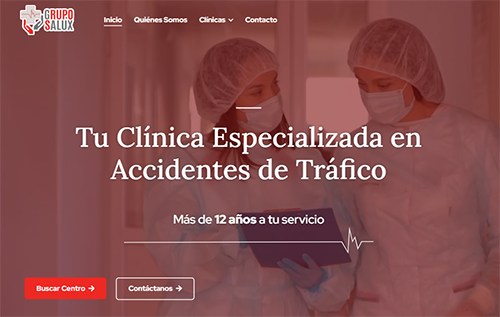 GRUPO
SALUX
Inicio Quiénes Somos Clínicas Contacto
Tu Clínica Especializada en
Accidentes de Tráfico
Más de 12 años a tu servicio
Buscar Centro → Contáctanos →